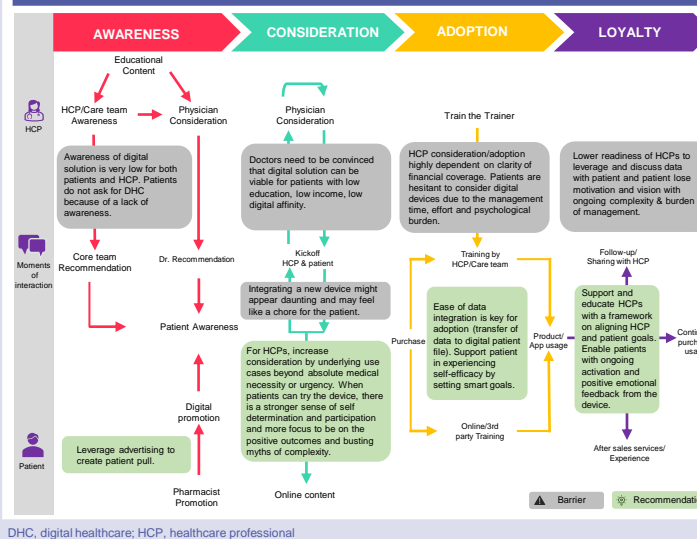 AWARENESS
CONSIDERATION
ADOPTION
LOYALTY
HCP
Moments
of
interaction
Patient
Educational
Content
HCP/Care team
Awareness
Physician
Consideration
Awareness of digital
solution is very low for both
patients and HCP. Patients
do not ask for DHC
because of a lack of
awareness.
Core team
Recommendation
Dr. Recommendation
Patient Awareness
Digital
promotion
Leverage advertising to
create patient pull.
Pharmacist
Promotion
Physician
Consideration
Doctors need to be convinced
that digital solution can be
viable for patients with low
education, low income, low
digital affinity.
Kickoff
HCP & patient
Integrating a new device might
appear daunting and may feel
like a chore for the patient.
For HCPs, increase
consideration by underlying use
cases beyond absolute medical
necessity or urgency. When
patients can try the device, there
is a stronger sense of self
determination and participation
and more focus to be on the
positive outcomes and busting
myths of complexity.
Online content
Train the Trainer
HCP consideration/adoption
highly dependent on clarity of
financial coverage. Patients are
hesitant to consider digital
devices due to the management
time, effort and psychological
burden.
Training by
HCP/Care team
Purchase
Ease of data
integration is key for
adoption (transfer of
data to digital patient
file). Support patient
in experiencing
self-efficacy by
setting smart goals.
Product/
App usage
Online/3rd
party Training
Lower readiness of HCPs to
leverage and discuss data
with patient and patient lose
motivation and vision with
ongoing complexity & burden
of management.
Follow-up/
Sharing with HCP
Support and
educate HCPs
with a framework
on aligning HCP
and patient goals.
Enable patients
with ongoing
activation and
positive emotional
feedback from the
device.
After sales services/
Experience
Barrier
DHC, digital healthcare; HCP, healthcare professional